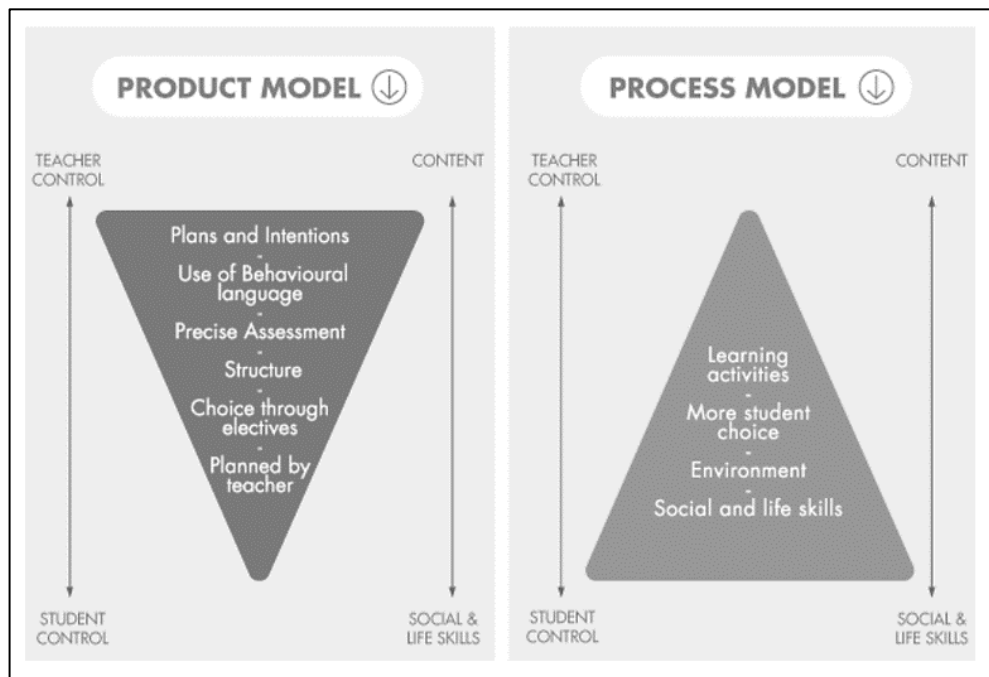 PRODUCT MODEL
TEACHER
CONTROL
CONTENT
Plans and Intentions
-
Use of Behavioural
language
-
Precise Assessment
-
Structure
-
Choice through
electives
-
Planned by
teacher
STUDENT
CONTROL
SOCIAL &
LIFE SKILLS
PROCESS MODEL
TEACHER
CONTROL
CONTENT
Learning
activities
-
More student
choice
-
Environment
-
Social and life skills
STUDENT
CONTROL
SOCIAL &
LIFE SKILLS